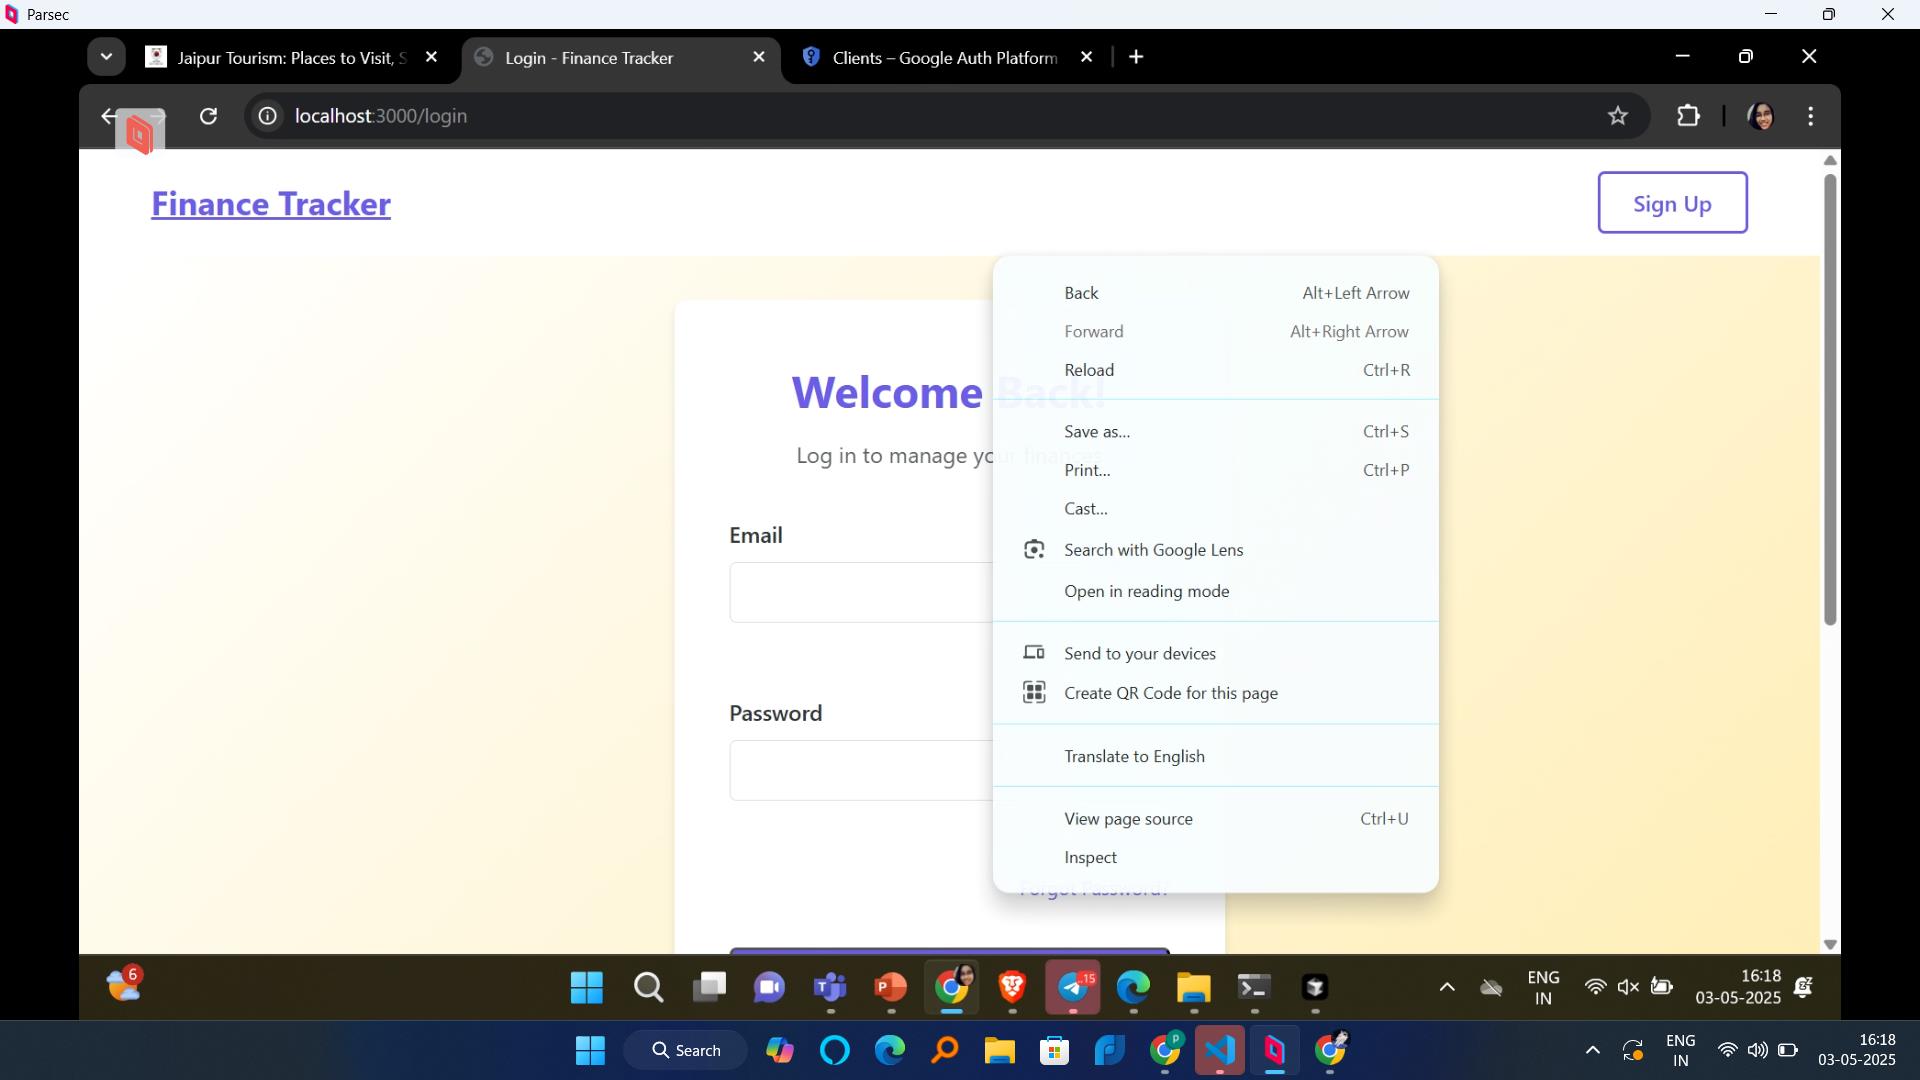 Parsec
Jaipur Tourism: Places to Visit, S
Login - Finance Tracker
Clients – Google Auth Platform
localhost:3000/login
Finance Tracker
Sign Up
Welcome Back!
Log in to manage your finances
Email
Password
Forgot Password?
Back Alt+Left Arrow
Forward Alt+Right Arrow
Reload Ctrl+R
Save as... Ctrl+S
Print... Ctrl+P
Cast...
Search with Google Lens
Open in reading mode
Send to your devices
Create QR Code for this page
Translate to English
View page source Ctrl+U
Inspect
6
15
ENG
IN
16:18
03-05-2025
Search
P
ENG
IN
16:18
03-05-2025